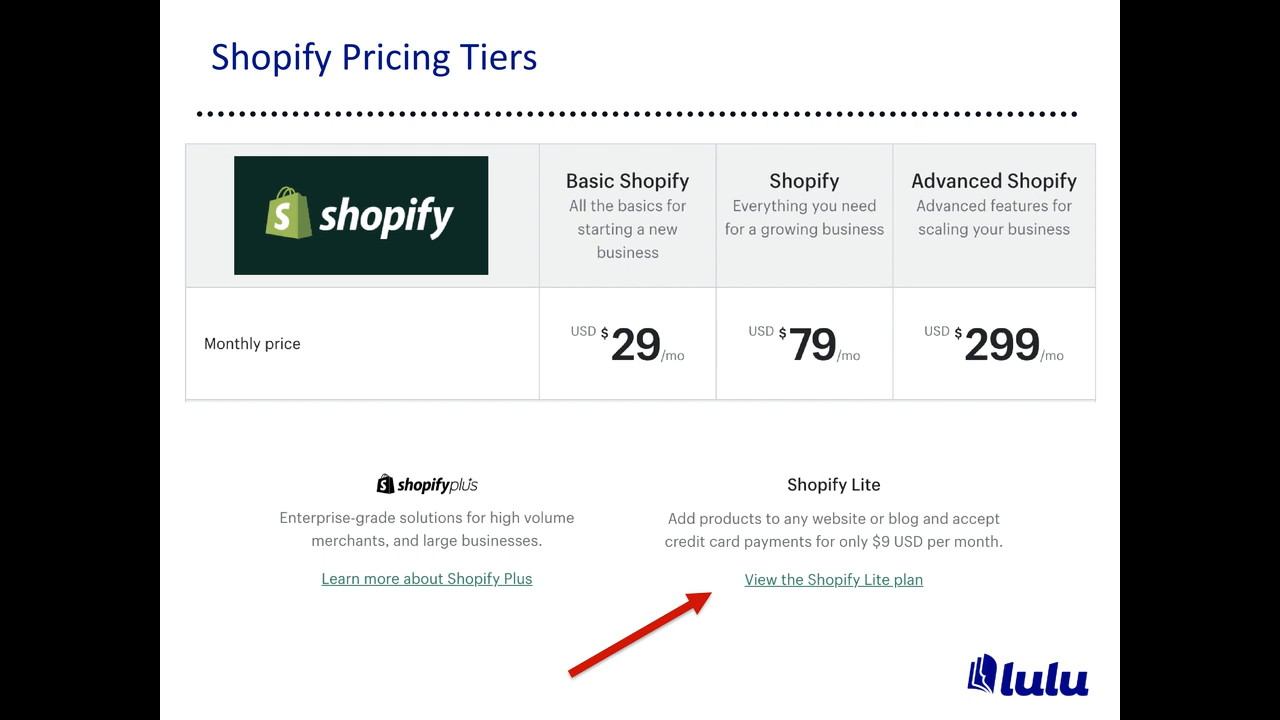 Shopify Pricing Tiers
shopify
Basic Shopify
All the basics for
starting a new
business
Shopify
Everything you need
for a growing business
Advanced Shopify
Advanced features for
scaling your business
Monthly price
USD $29/mo
USD $79/mo
USD $299/mo
shopifyplus
Enterprise-grade solutions for high volume
merchants, and large businesses.
Learn more about Shopify Plus
Shopify Lite
Add products to any website or blog and accept
credit card payments for only $9 USD per month.
View the Shopify Lite plan
lulu